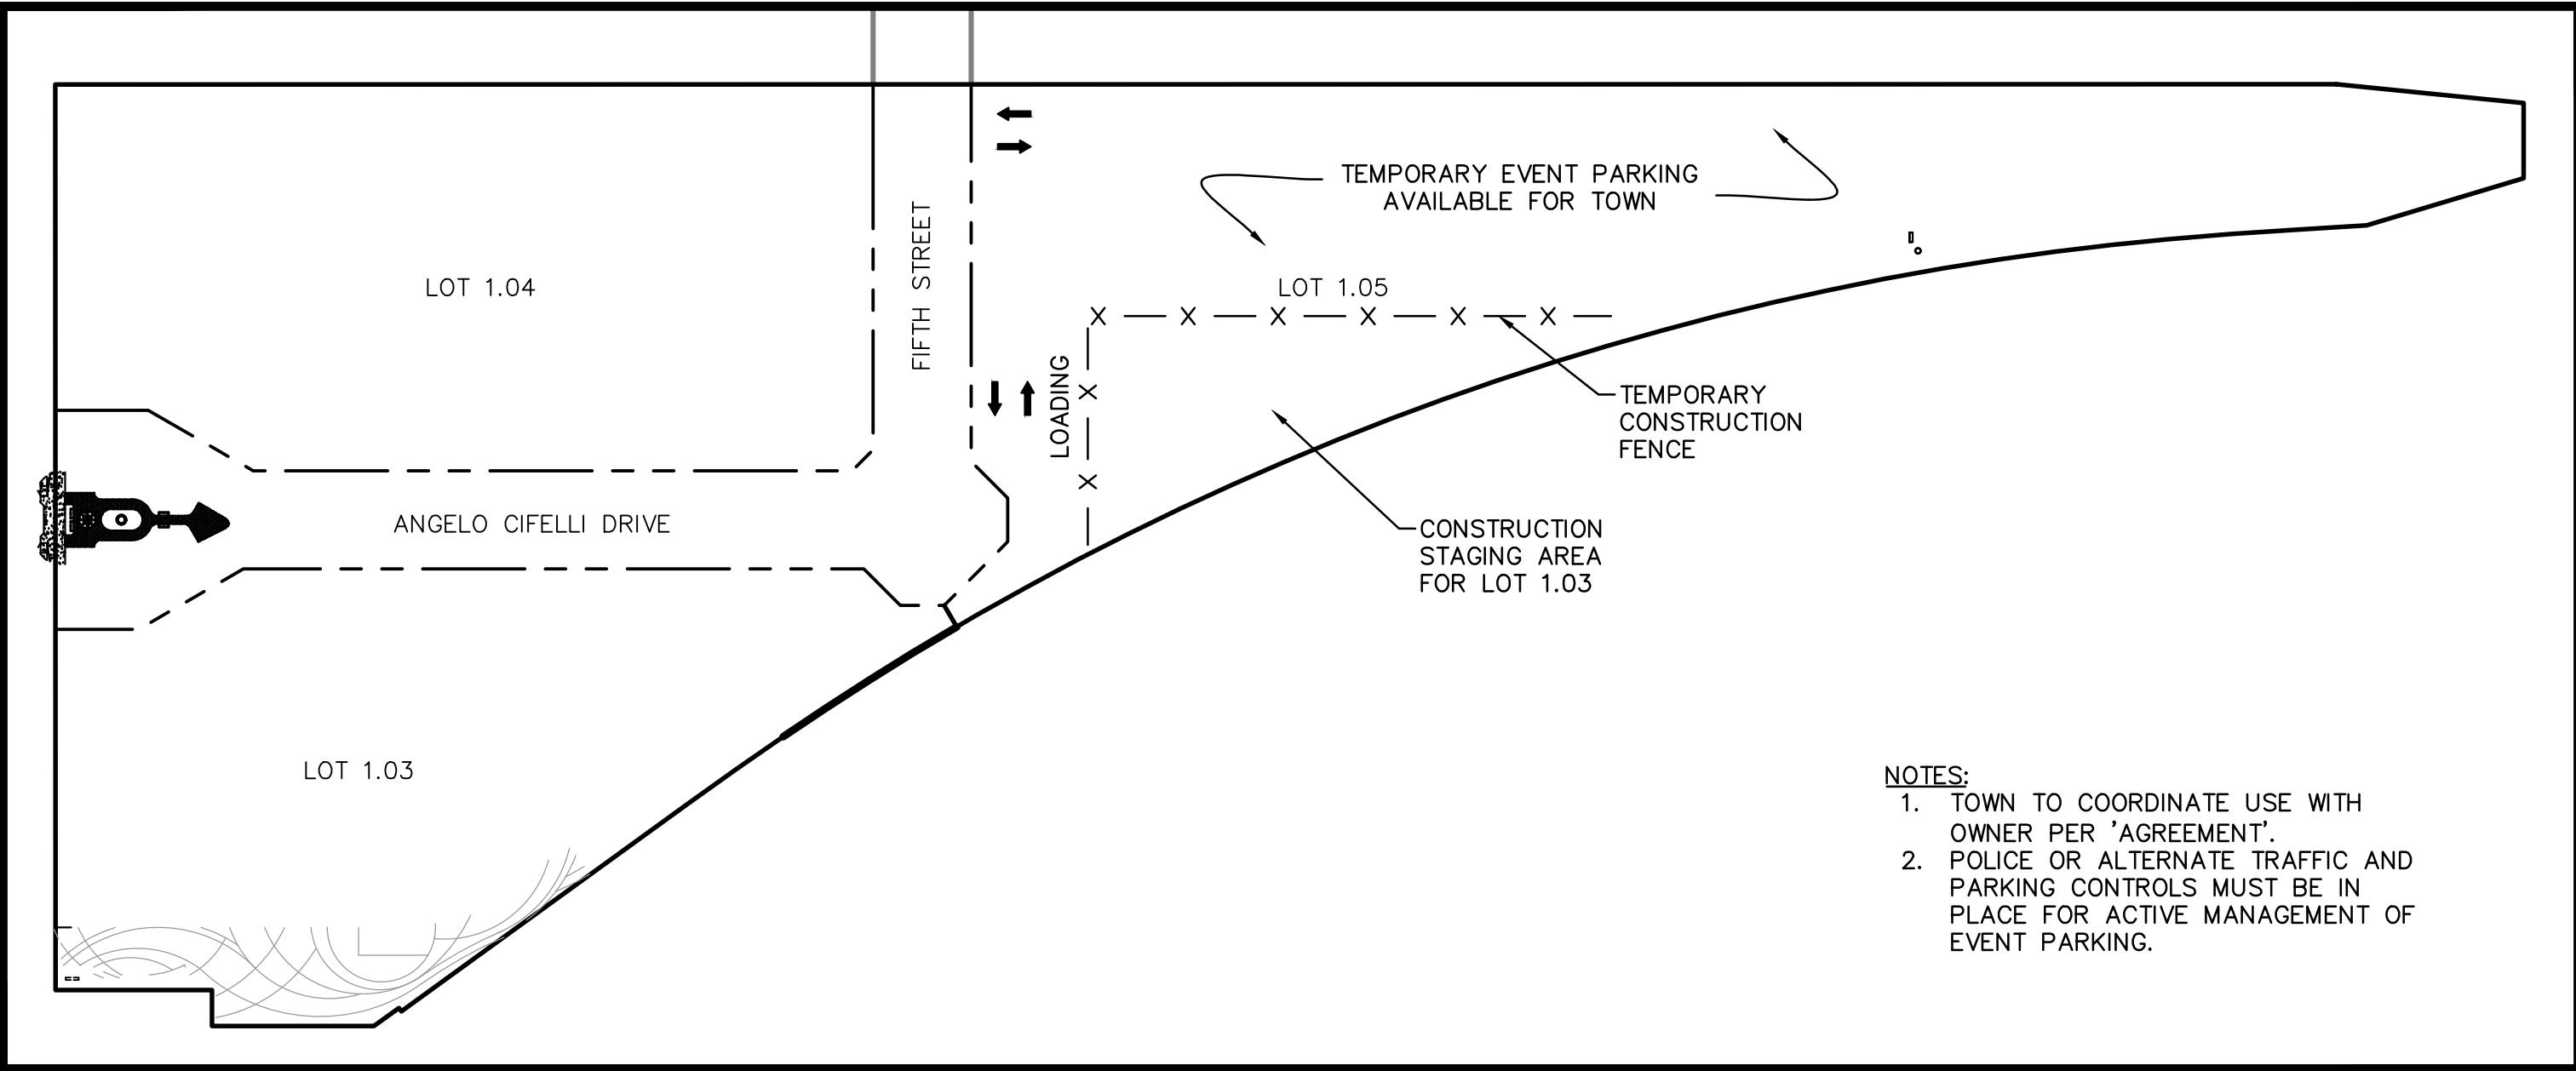 TEMPORARY EVENT PARKING
AVAILABLE FOR TOWN
FIFTH STREET
LOT 1.04
LOT 1.05
X X X X X X
LOADING
X
X
TEMPORARY
CONSTRUCTION
FENCE
ANGELO CIFELLI DRIVE
CONSTRUCTION
STAGING AREA
FOR LOT 1.03
LOT 1.03
NOTES:
1. TOWN TO COORDINATE USE WITH
OWNER PER 'AGREEMENT'.
2. POLICE OR ALTERNATE TRAFFIC AND
PARKING CONTROLS MUST BE IN
PLACE FOR ACTIVE MANAGEMENT OF
EVENT PARKING.